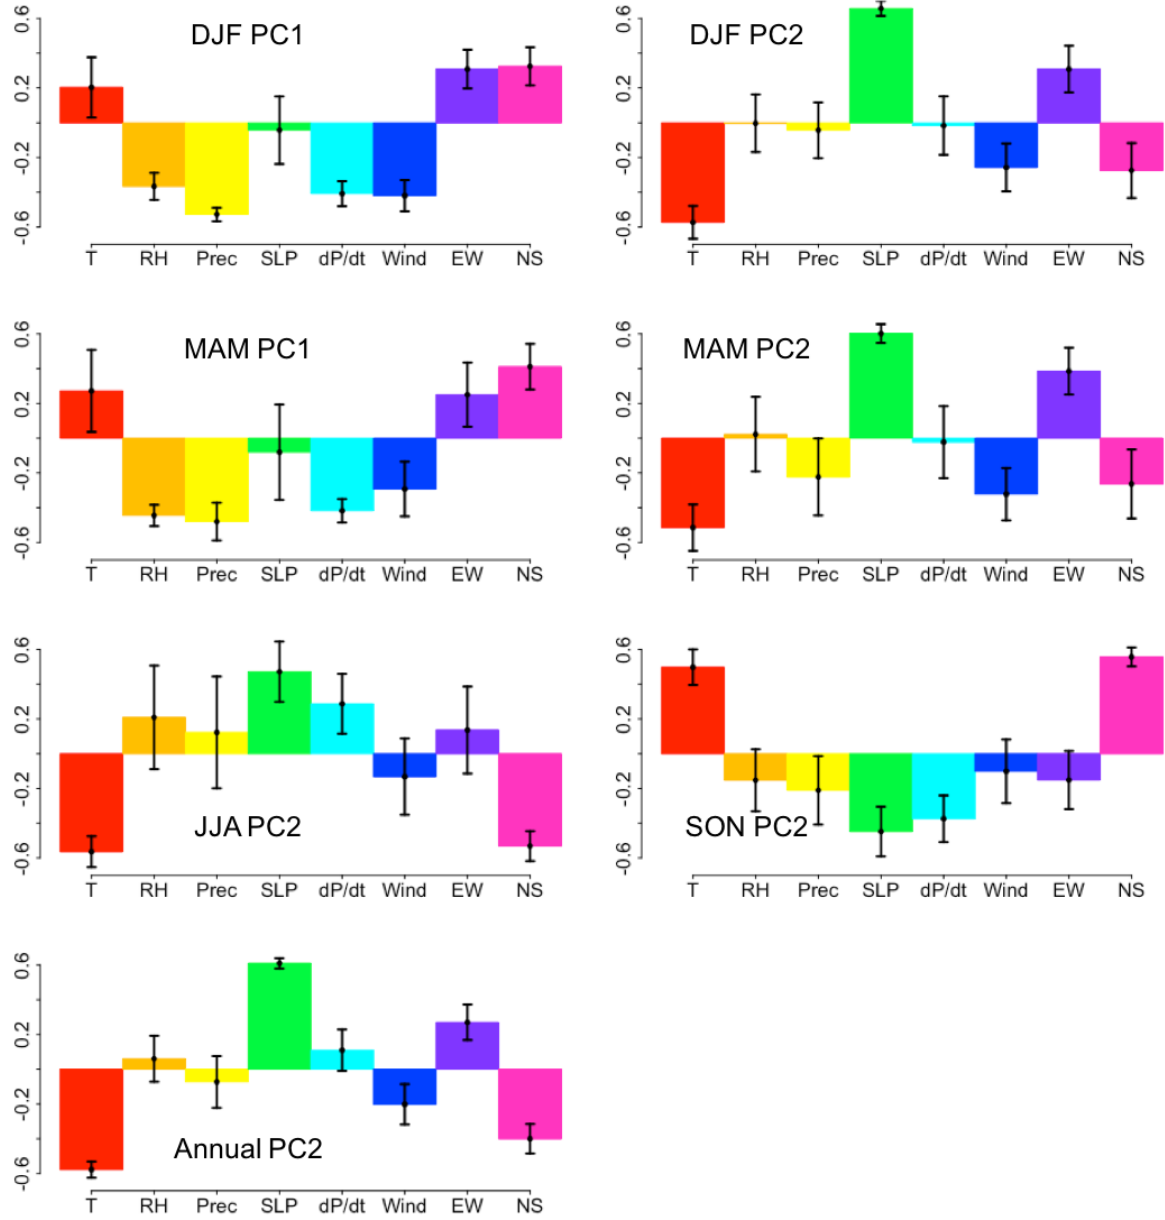 DJF PC1
0.6
0.2
-0.2
-0.6
T RH Prec SLP dP/dt Wind EW NS
DJF PC2
0.6
0.2
-0.2
-0.6
T RH Prec SLP dP/dt Wind EW NS
MAM PC1
0.6
0.2
-0.2
-0.6
T RH Prec SLP dP/dt Wind EW NS
MAM PC2
0.6
0.2
-0.2
-0.6
T RH Prec SLP dP/dt Wind EW NS
JJA PC2
0.6
0.2
-0.2
-0.6
T RH Prec SLP dP/dt Wind EW NS
SON PC2
0.6
0.2
-0.2
-0.6
T RH Prec SLP dP/dt Wind EW NS
Annual PC2
0.6
0.2
-0.2
-0.6
T RH Prec SLP dP/dt Wind EW NS